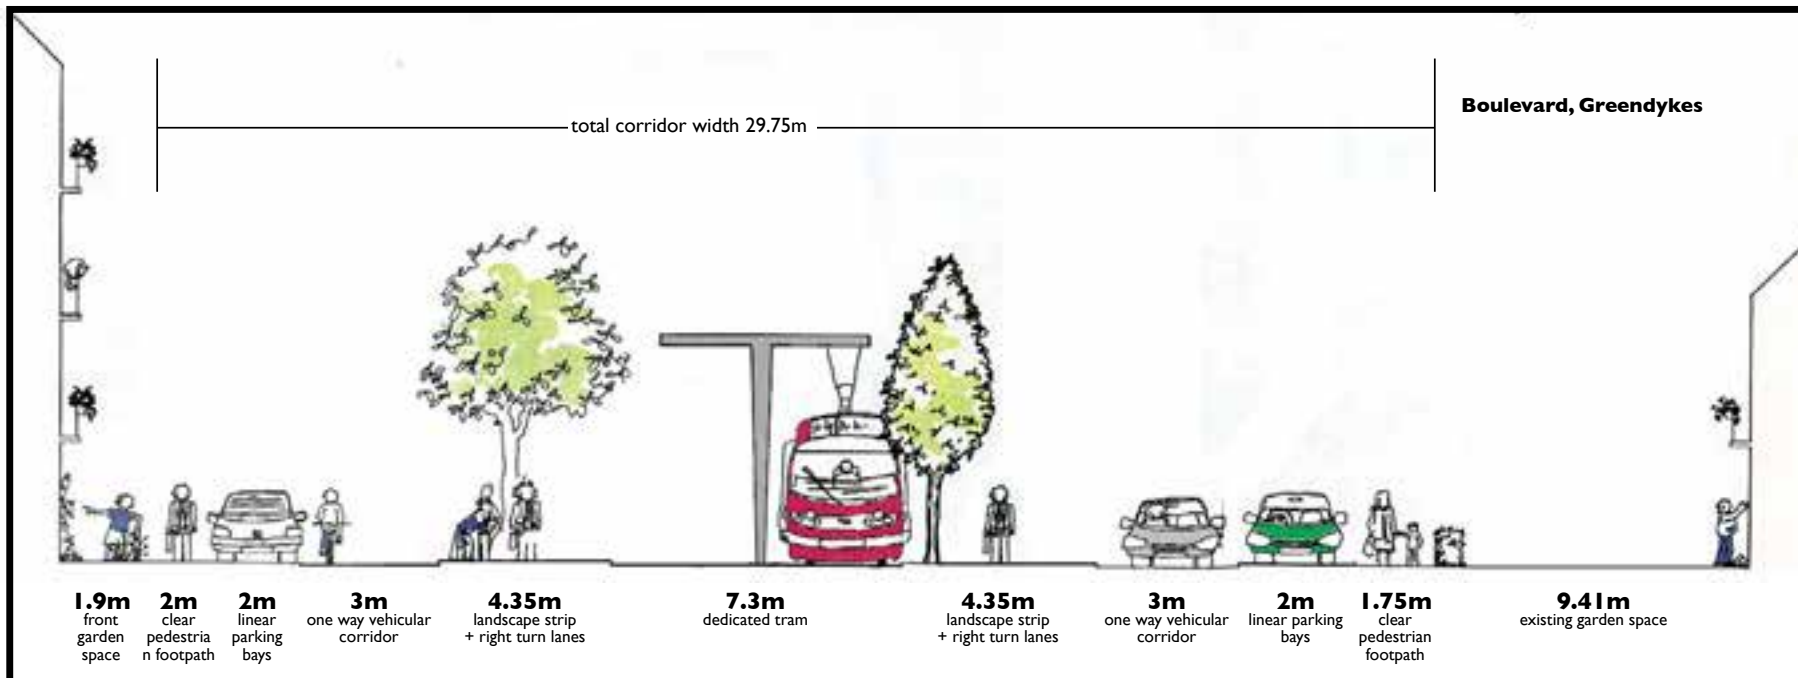 Boulevard, Greendykes
total corridor width 29.75m
1.9m
front
garden
space
2m
clear
pedestria
n footpath
2m
linear
parking
bays
3m
one way vehicular
corridor
4.35m
landscape strip
+ right turn lanes
7.3m
dedicated tram
4.35m
landscape strip
+ right turn lanes
3m
one way vehicular
corridor
2m
linear parking
bays
1.75m
clear
pedestrian
footpath
9.41m
existing garden space